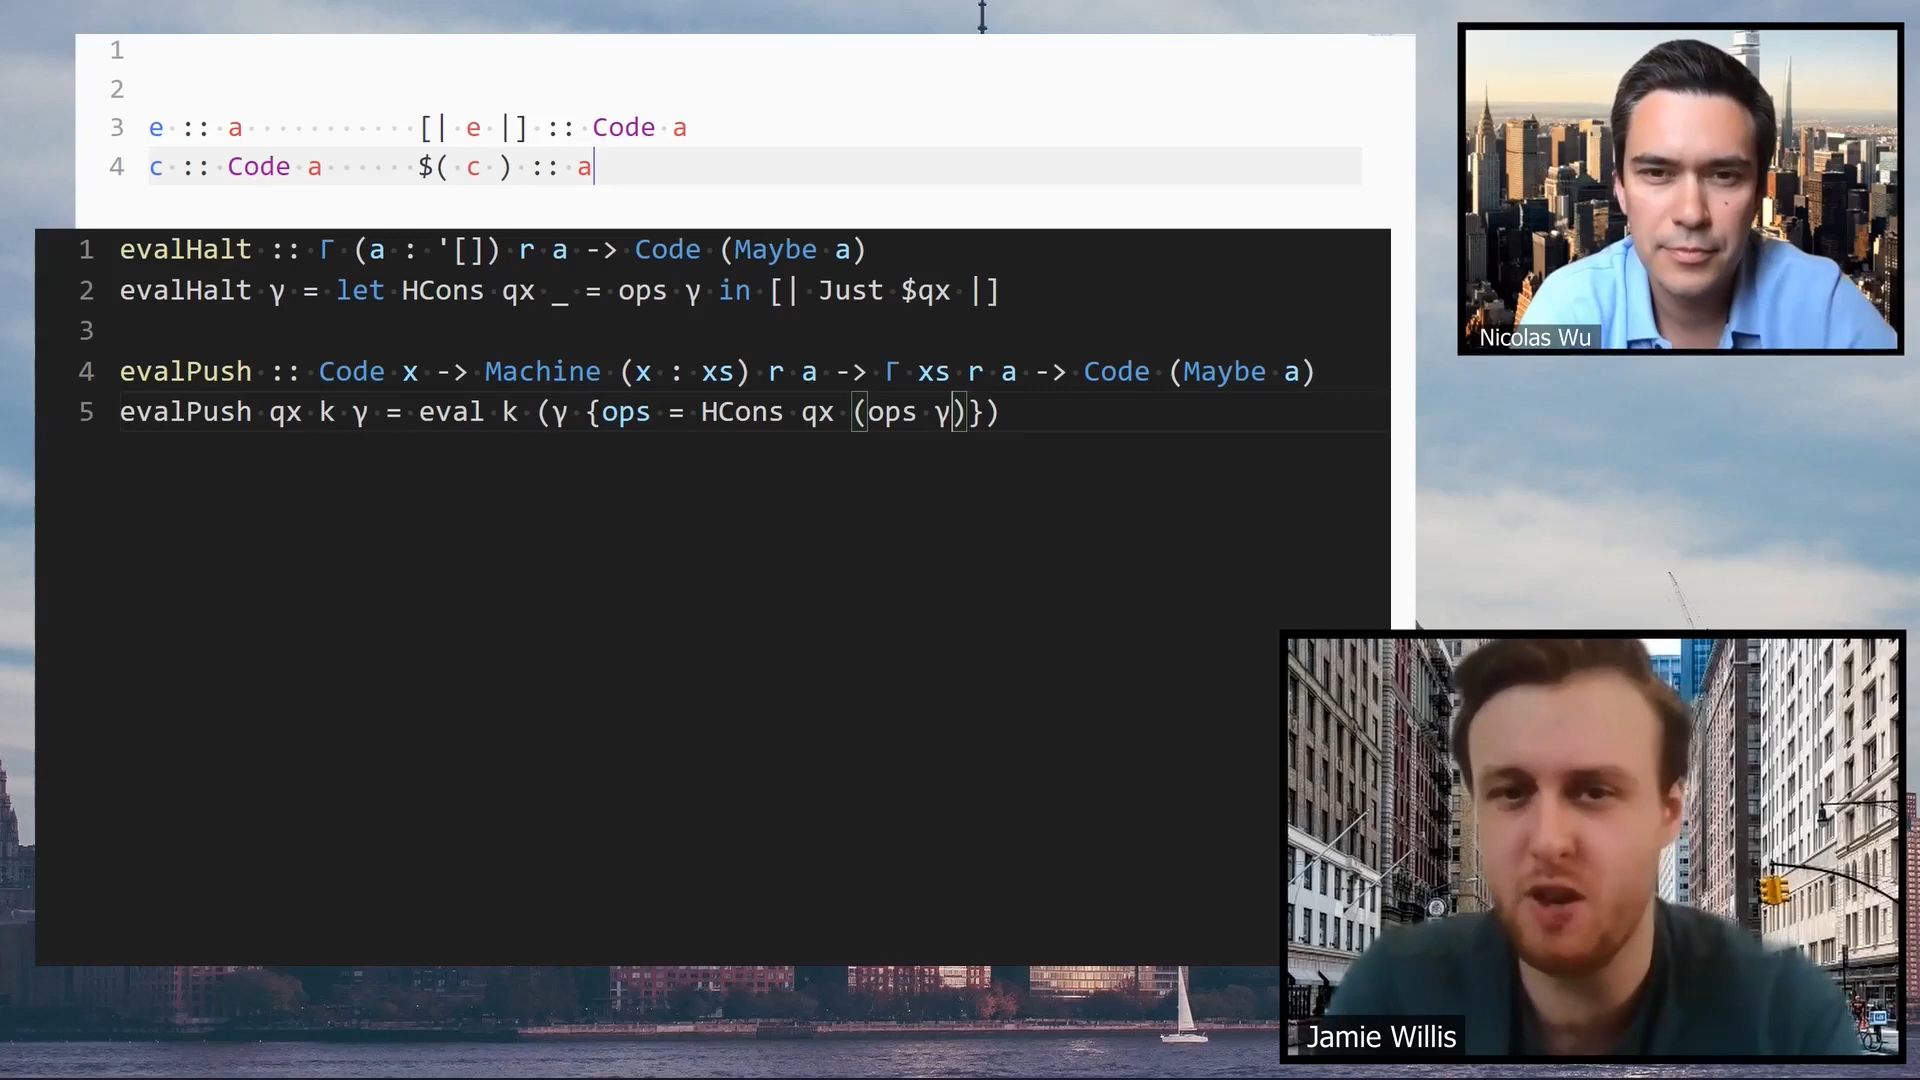 1
2
3 e :: a [| e |] :: Code a
4 c :: Code a $( c ) :: a
1 evalHalt :: Γ (a : '[]) r a -> Code (Maybe a)
2 evalHalt γ = let HCons qx _ = ops γ in [| Just $qx |]
3
4 evalPush :: Code x -> Machine (x : xs) r a -> Γ xs r a -> Code (Maybe a)
5 evalPush qx k γ = eval k (γ {ops = HCons qx (ops γ)})
Nicolas Wu
Jamie Willis